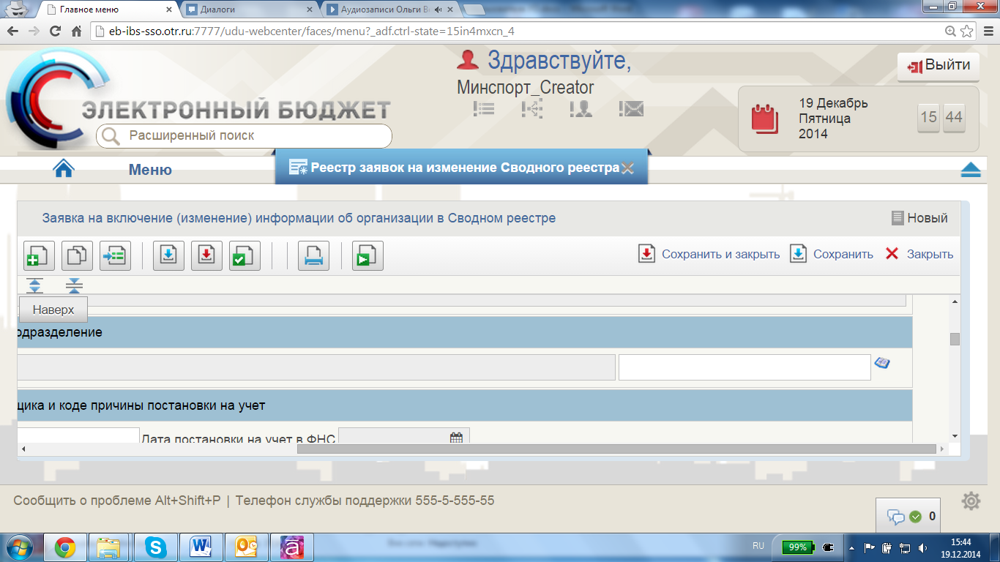 Главное меню
Диалоги
Аудиозаписи Ольги В
eb-ibs-sso.otr.ru:7777/udu-webcenter/faces/menu?_adf.ctrl-state=15in4mxcn_4
ЭЛЕКТРОННЫЙ БЮДЖЕТ
Расширенный поиск
Здравствуйте,
Минспорт_Creator
Выйти
19 Декабрь
Пятница
2014
15 44
Меню
Реестр заявок на изменение Сводного реестра
Заявка на включение (изменение) информации об организации в Сводном реестре
Новый
Сохранить и закрыть
Сохранить
Закрыть
Наверх
одразделение
щика и коде причины постановки на учет
Дата постановки на учет в ФНС
Сообщить о проблеме Alt+Shift+P | Телефон службы поддержки 555-5-555-55
0
RU
99%
15:44
19.12.2014